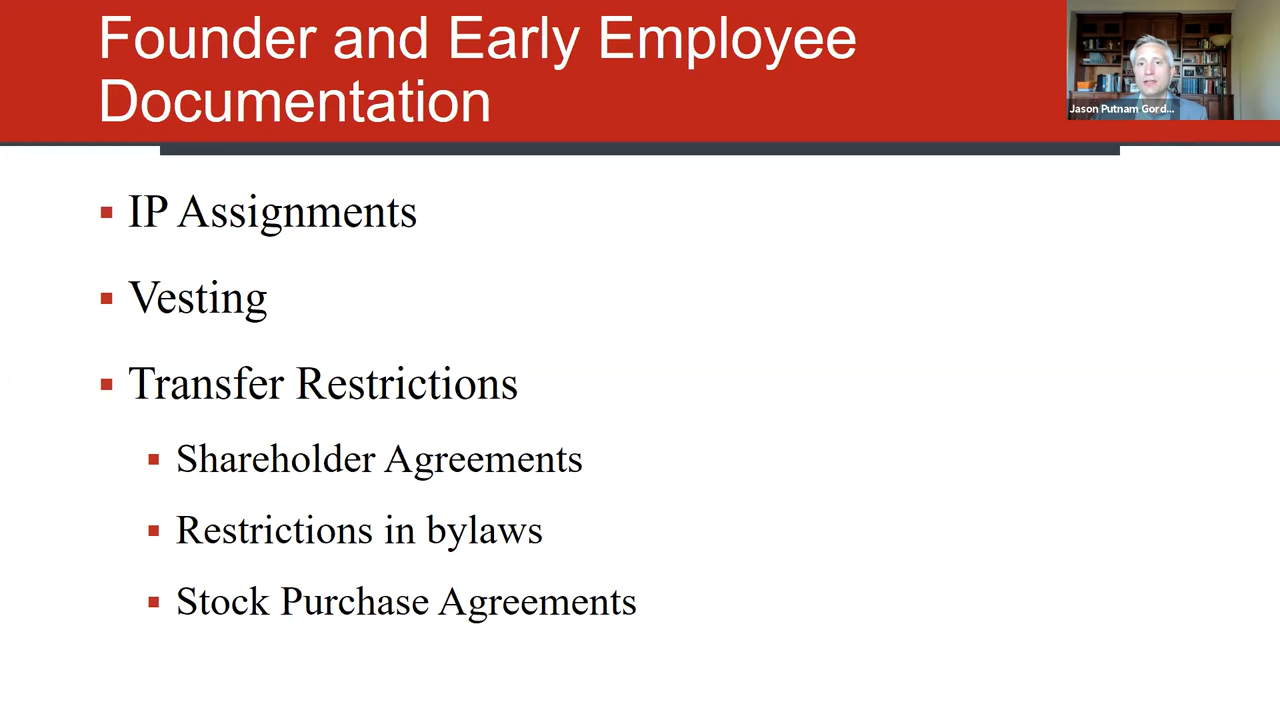 Founder and Early Employee
Documentation
Jason Putnam Gord...
IP Assignments
Vesting
Transfer Restrictions
Shareholder Agreements
Restrictions in bylaws
Stock Purchase Agreements